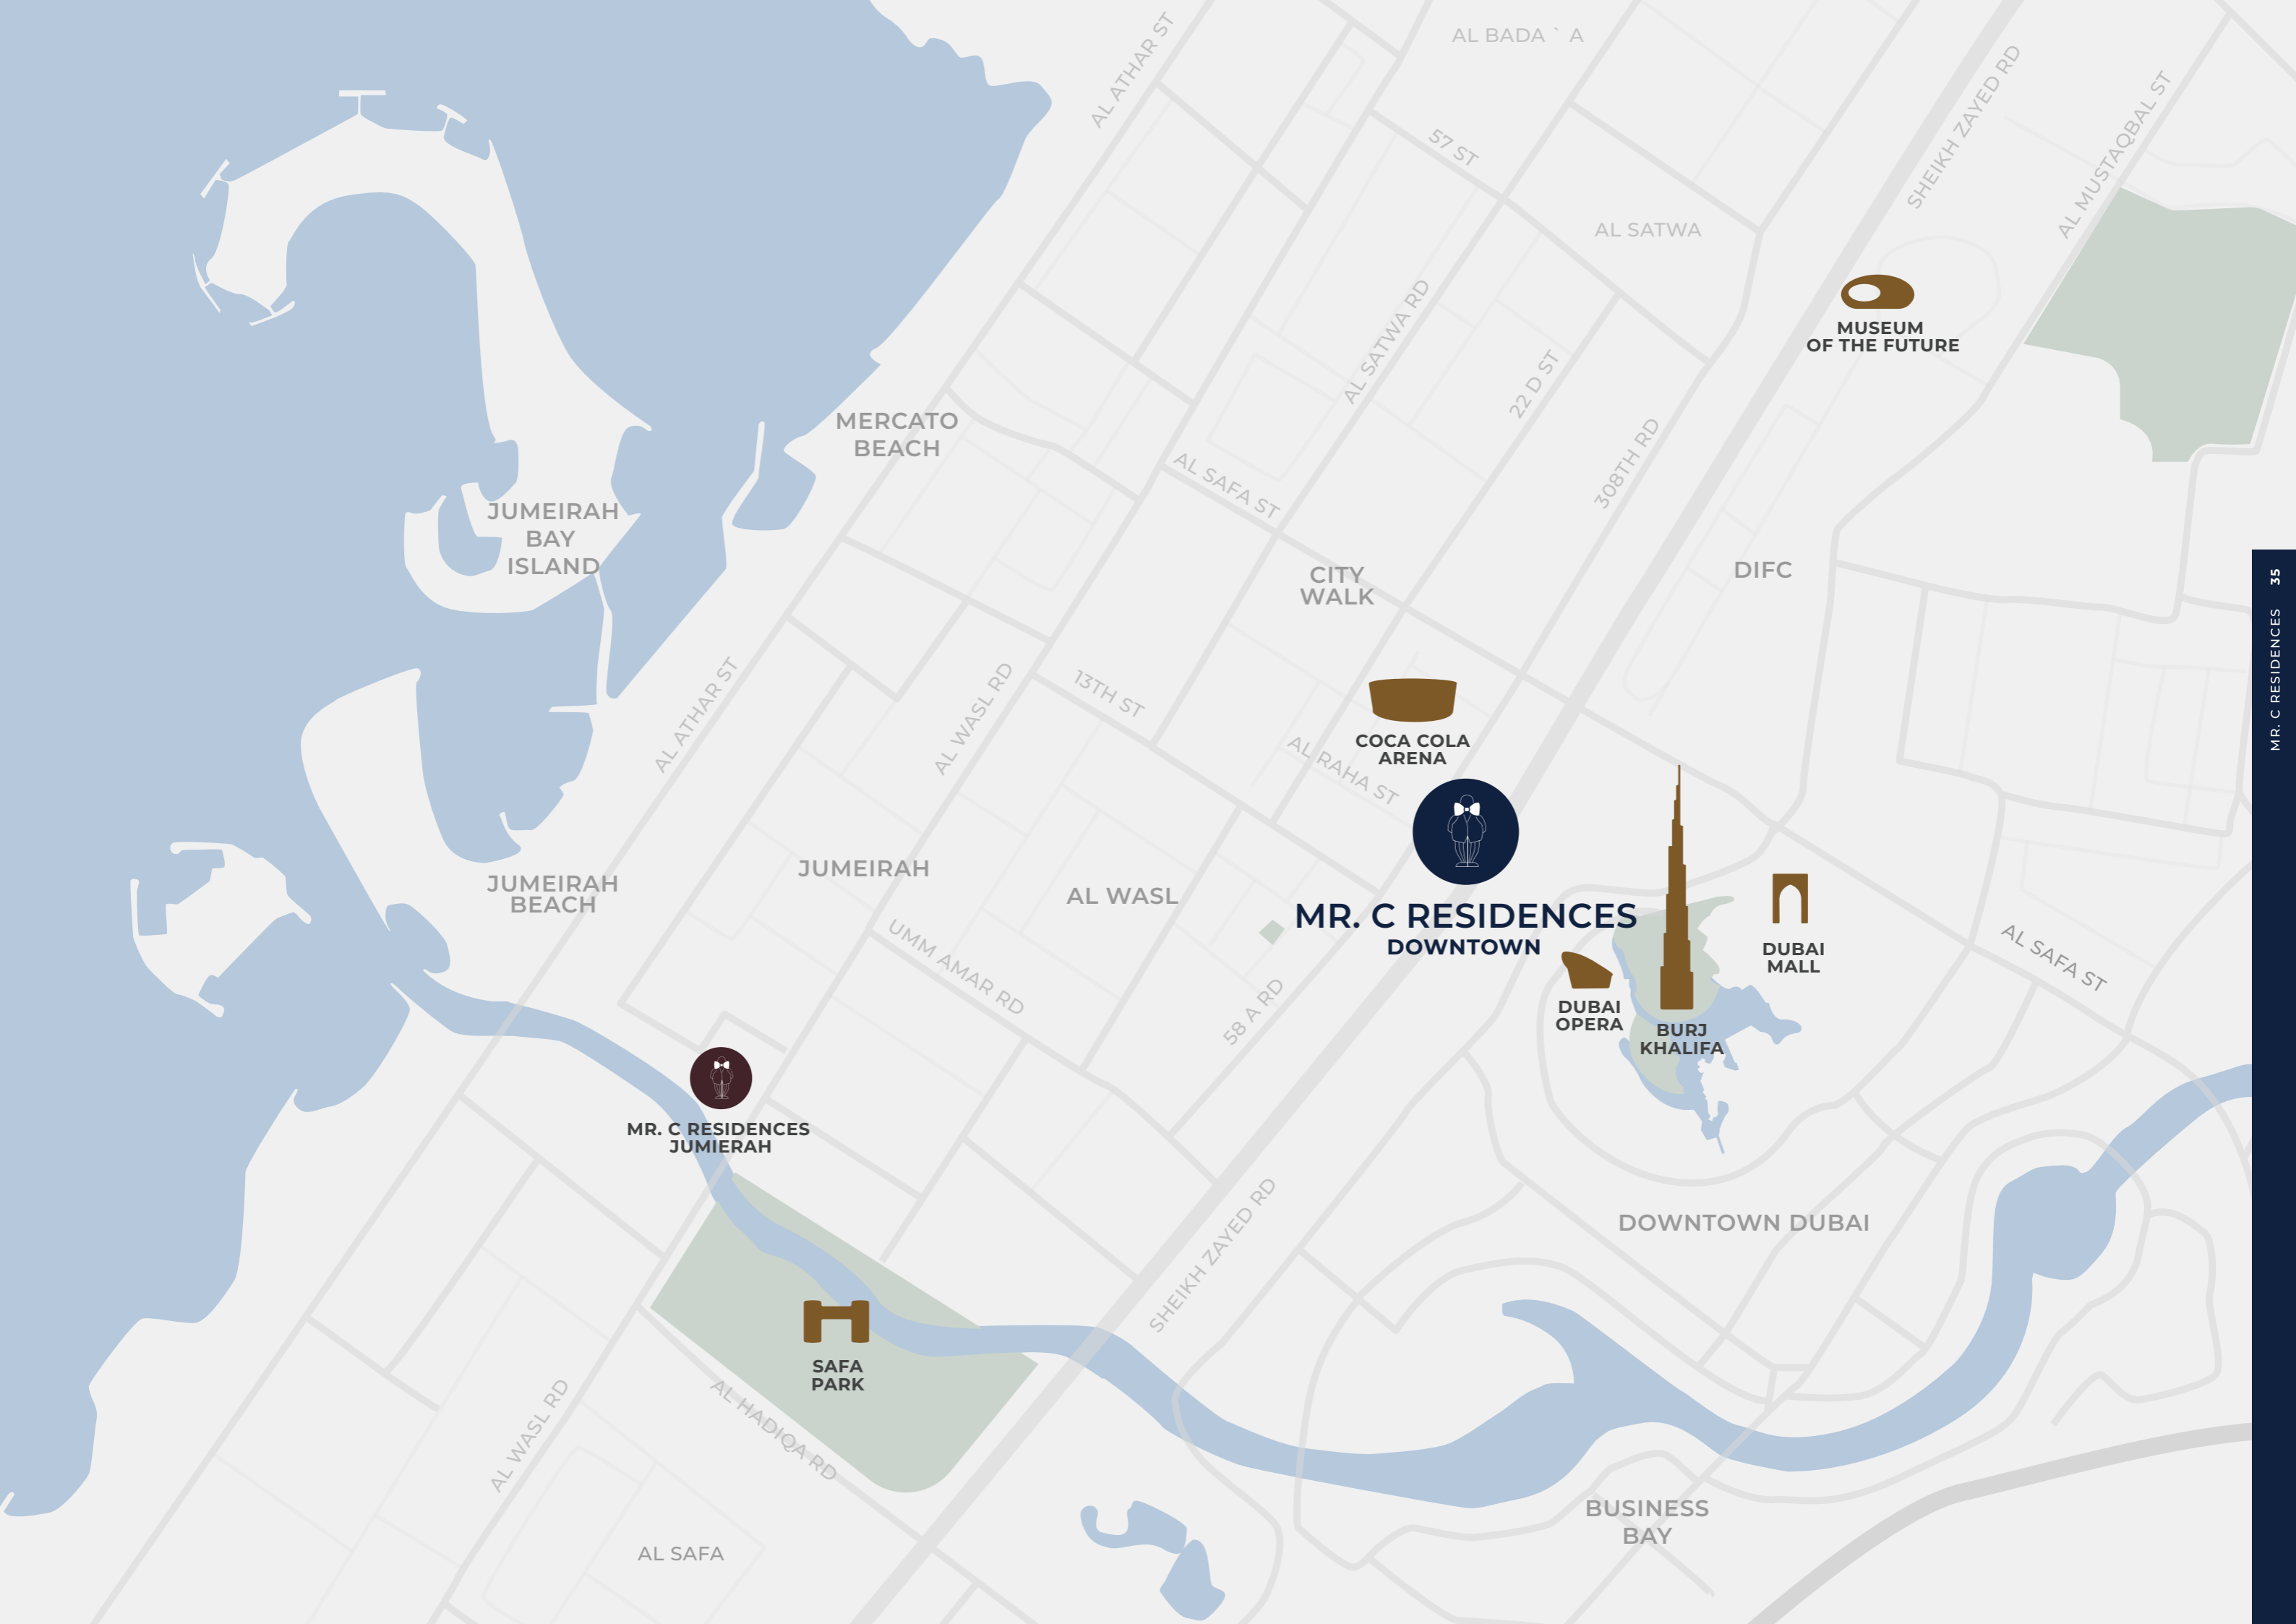 AL ATHAR ST
AL BADA ` A
SHEIKH ZAYED RD
AL MUSTAQBAL ST
57 ST
AL SATWA
MUSEUM
OF THE FUTURE
AL SATWA RD
22 D ST
308TH RD
MERCATO
BEACH
AL SAFA ST
JUMEIRAH
BAY
ISLAND
CITY
WALK
DIFC
35
MR. C RESIDENCES
AL ATHAR ST
AL WASL RD
13TH ST
COCA COLA
ARENA
AL RAHA ST
JUMEIRAH
BEACH
JUMEIRAH
AL WASL
MR. C RESIDENCES
DOWNTOWN
UMM AMAR RD
58 A RD
DUBAI
OPERA
BURJ
KHALIFA
DUBAI
MALL
AL SAFA ST
MR. C RESIDENCES
JUMIERAH
SHEIKH ZAYED RD
DOWNTOWN DUBAI
SAFA
PARK
AL WASL RD
AL HADIQA RD
AL SAFA
BUSINESS
BAY